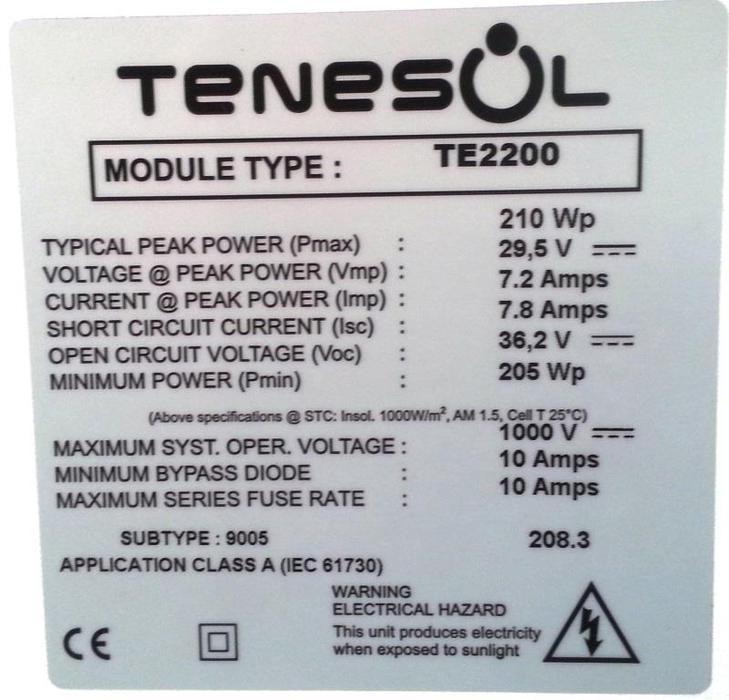 TENESOL
MODULE TYPE : TE2200
TYPICAL PEAK POWER (Pmax) : 210 Wp
VOLTAGE @ PEAK POWER (Vmp) : 29,5 V
CURRENT @ PEAK POWER (Imp) : 7.2 Amps
SHORT CIRCUIT CURRENT (Isc) : 7.8 Amps
OPEN CIRCUIT VOLTAGE (Voc) : 36,2 V
MINIMUM POWER (Pmin) : 205 Wp
(Above specifications @ STC: Insol. 1000W/m², AM 1.5, Cell T 25°C)
MAXIMUM SYST. OPER. VOLTAGE : 1000 V
MINIMUM BYPASS DIODE : 10 Amps
MAXIMUM SERIES FUSE RATE : 10 Amps
SUBTYPE : 9005 208.3
APPLICATION CLASS A (IEC 61730)
WARNING
ELECTRICAL HAZARD
This unit produces electricity
when exposed to sunlight
CE